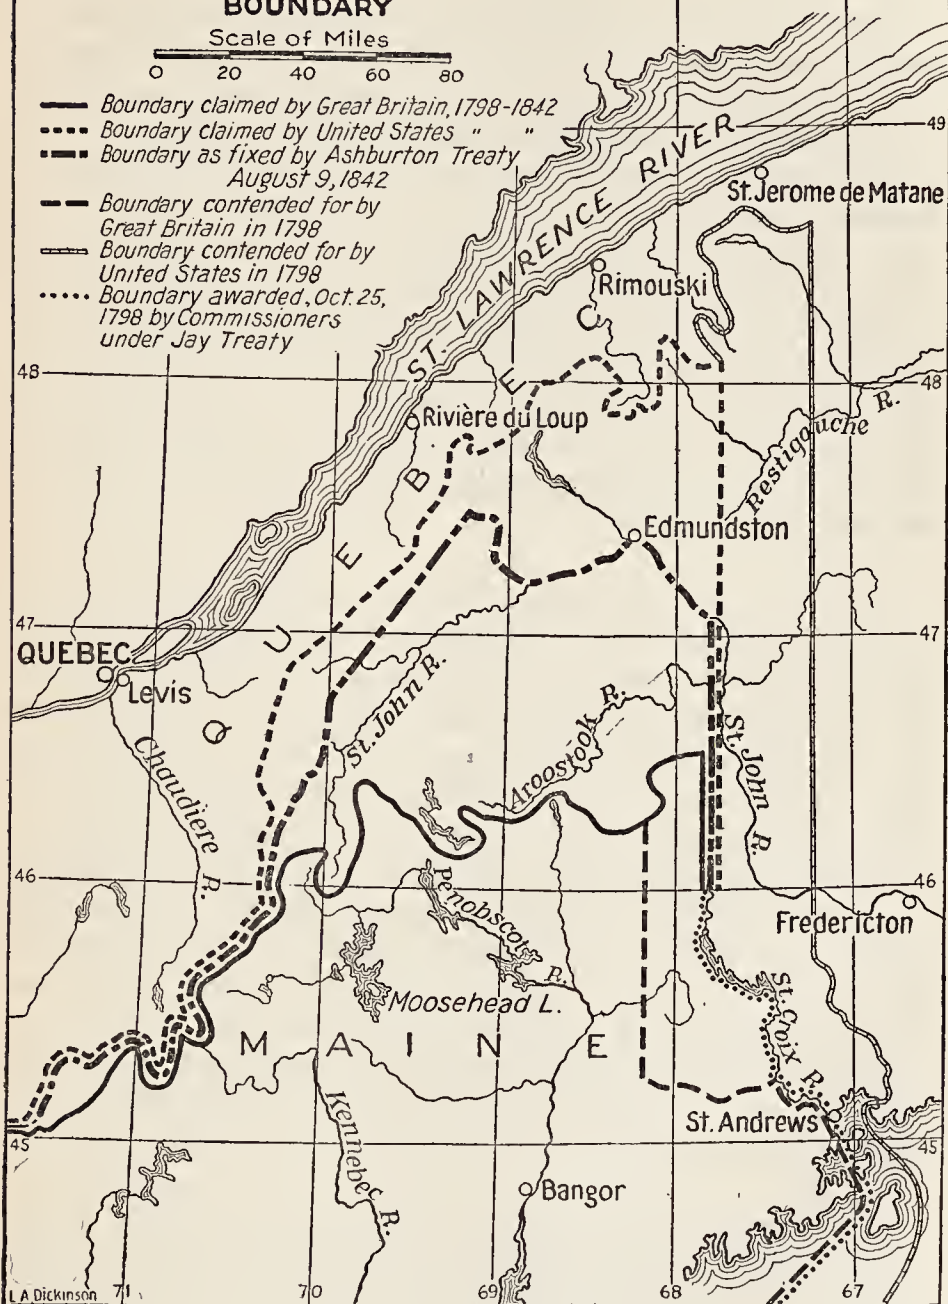 BOUNDARY
Scale of Miles
0 20 40 60 80
Boundary claimed by Great Britain, 1798-1842
Boundary claimed by United States " "
Boundary as fixed by Ashburton Treaty
August 9, 1842
Boundary contended for by
Great Britain in 1798
Boundary contended for by
United States in 1798
Boundary awarded, Oct. 25,
1798 by Commissioners
under Jay Treaty
49
ST. LAWRENCE RIVER
St. Jerome de Matane
Rimouski
48
48
Rivière du Loup
Restigouche R.
QUEBEC
Edmundston
47
47
QUEBEC
Levis
St. John R.
Aroostook R.
St. John R.
Chaudiere R.
46
46
Penobscot R.
Fredericton
Moosehead L.
St. Croix R.
MAINE
Kennebec R.
St. Andrews
45
45
Bangor
L A Dickinson
71
70
69
68
67